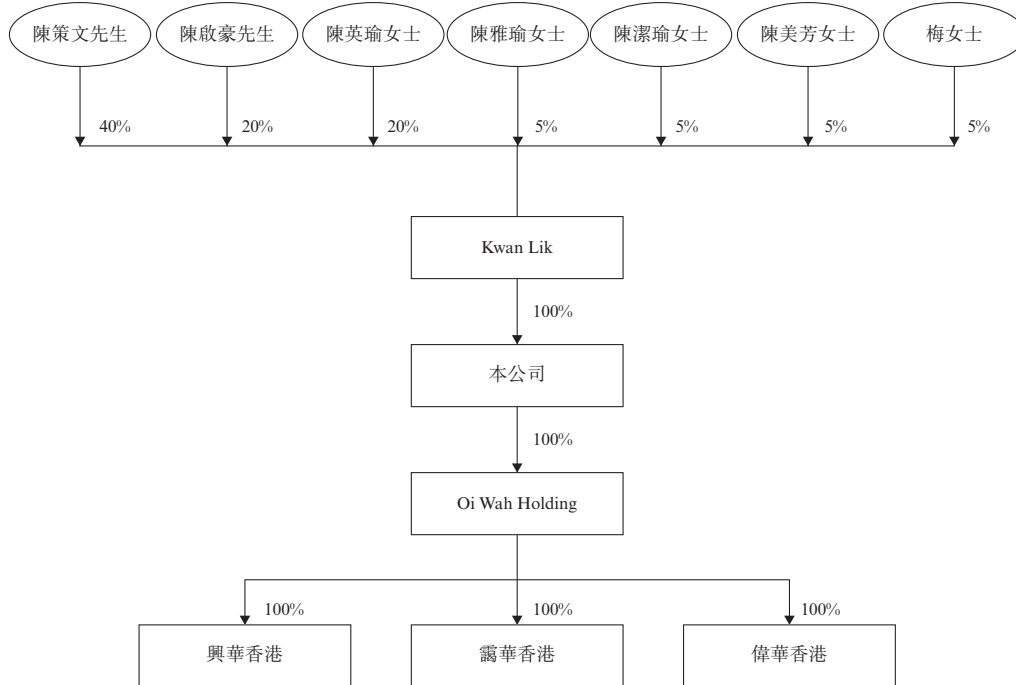 陳策文先生 陳啟豪先生 陳英瑜女士 陳雅瑜女士 陳潔瑜女士 陳美芳女士 梅女士
40% 20% 20% 5% 5% 5% 5%
Kwan Lik
100%
本公司
100%
Oi Wah Holding
100% 100% 100%
興華香港 靄華香港 偉華香港